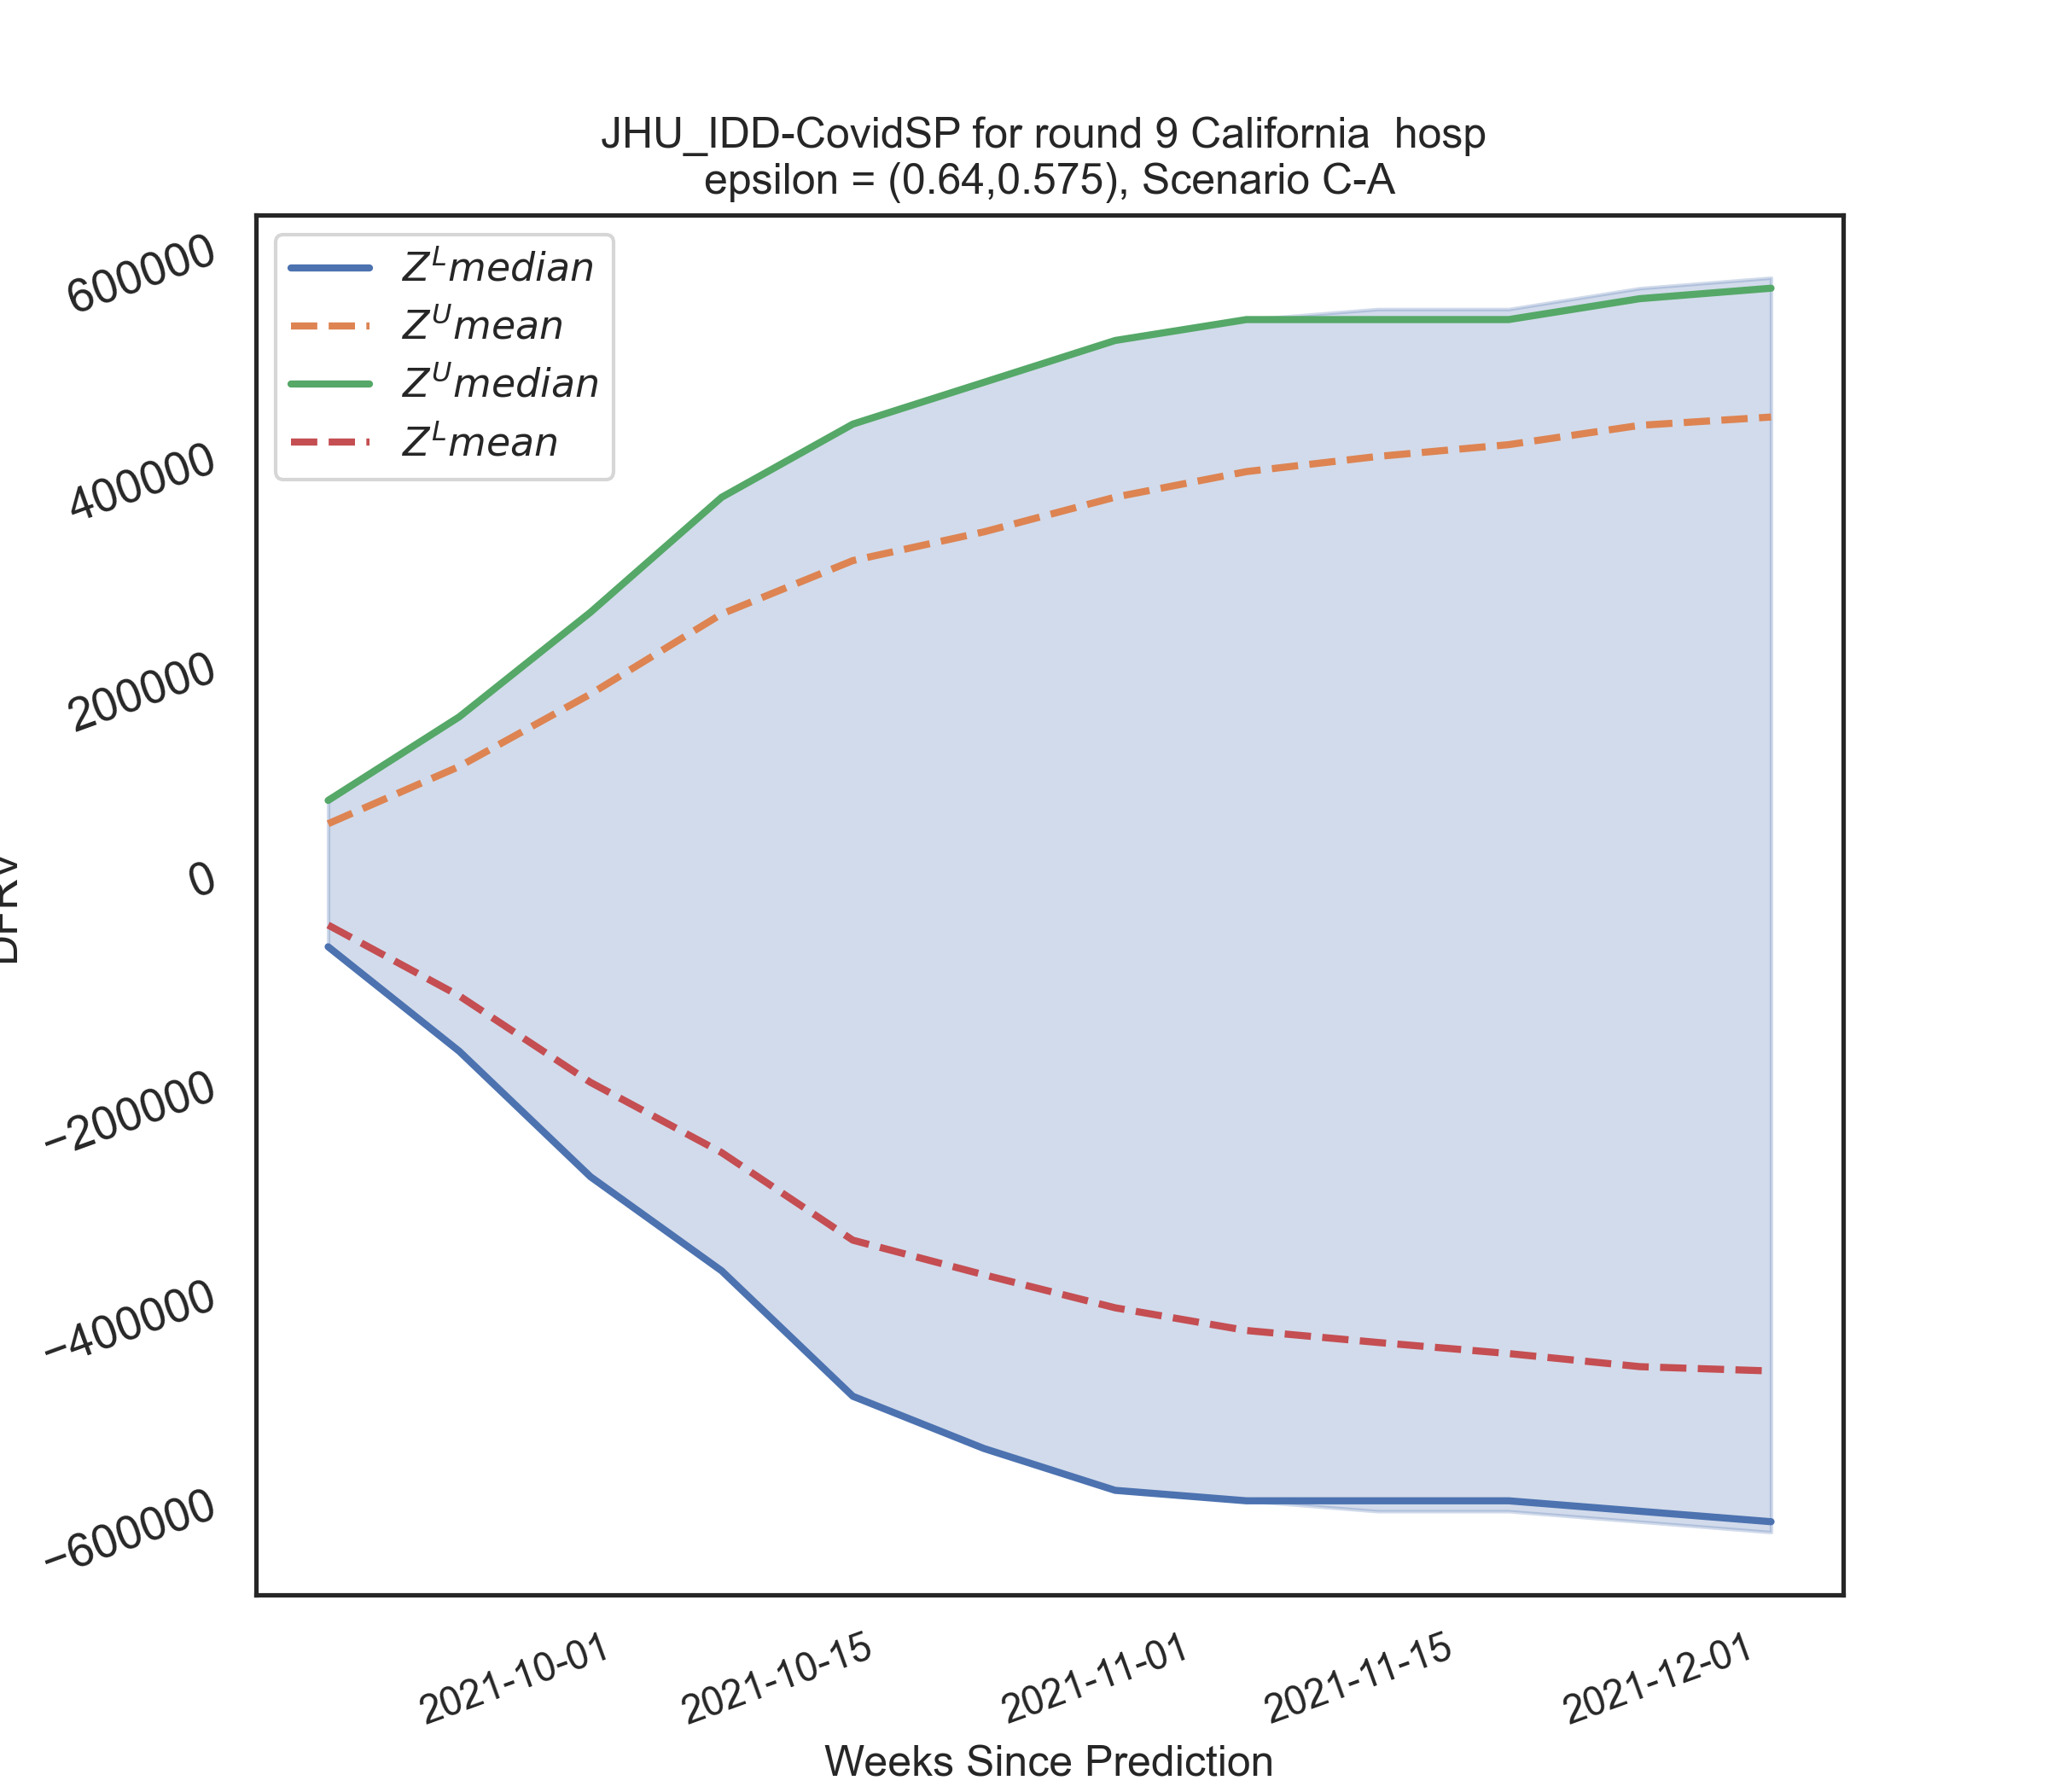 JHU_IDD-CovidSP for round 9 California hosp
epsilon = (0.64,0.575), Scenario C-A
Z^L median
Z^U mean
Z^U median
Z^L mean
600000
400000
200000
0
−200000
−400000
−600000
2021-10-01
2021-10-15
2021-11-01
2021-11-15
2021-12-01
Weeks Since Prediction